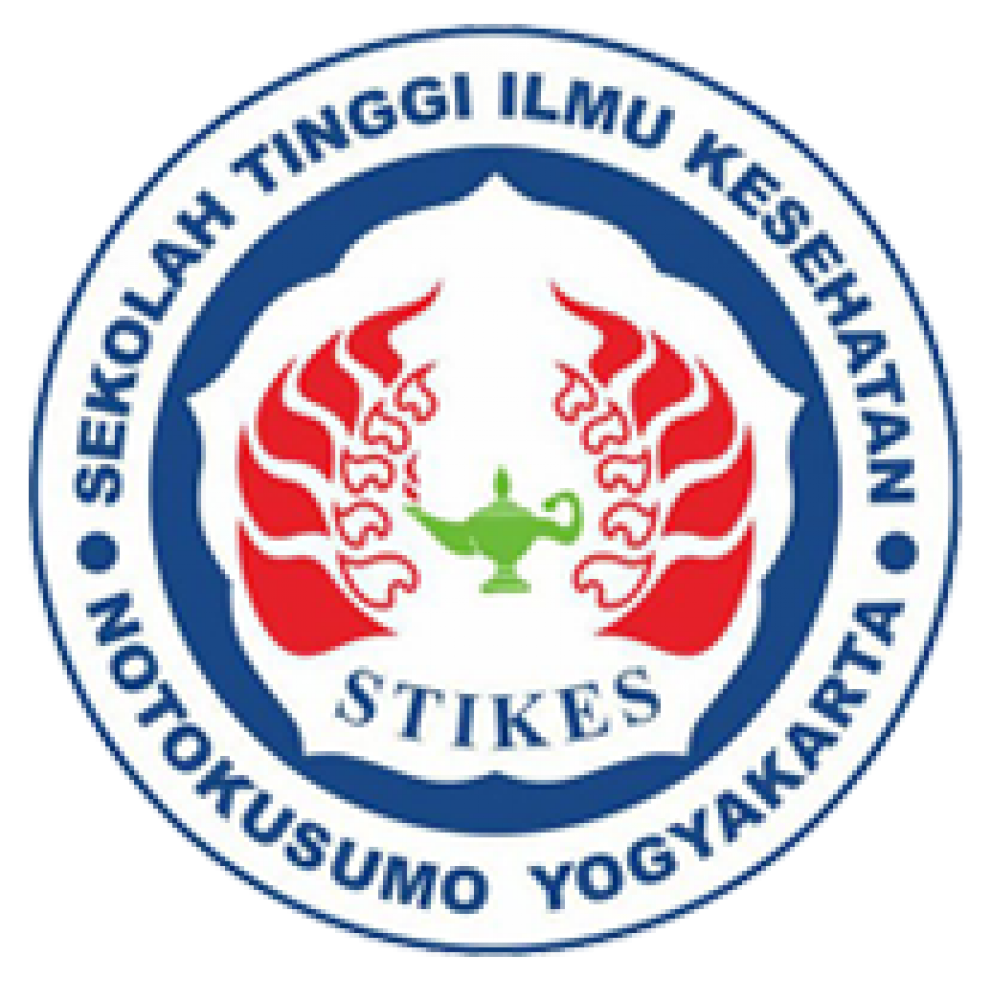 SEKOLAH TINGGI ILMU KESEHATAN
STIKES
NOTOKUSUMO YOGYAKARTA